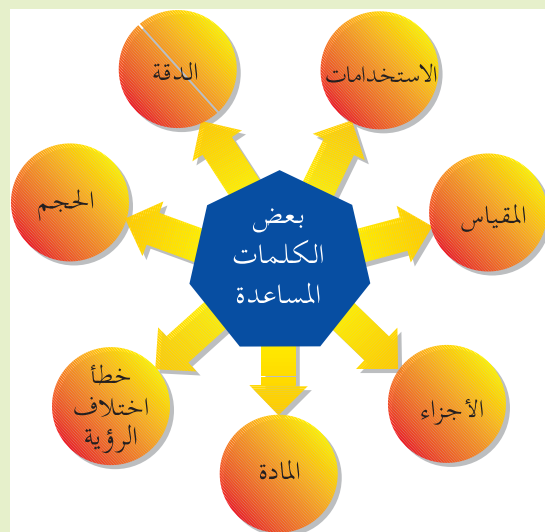 الاستخدامات
الدقة
المقياس
الحجم
بعض
الكلمات
المساعدة
الأجزاء
خطأ
اختلاف
الرؤية
المادة